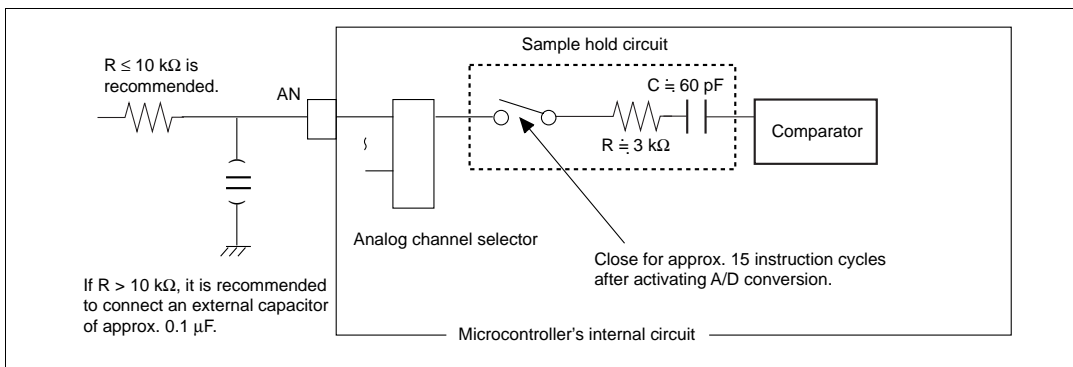 Sample hold circuit
R ≤ 10 kΩ is
recommended.
AN
C ≒ 60 pF
R ≒ 3 kΩ
Comparator
Analog channel selector
Close for approx. 15 instruction cycles
after activating A/D conversion.
If R > 10 kΩ, it is recommended
to connect an external capacitor
of approx. 0.1 μF.
Microcontroller's internal circuit